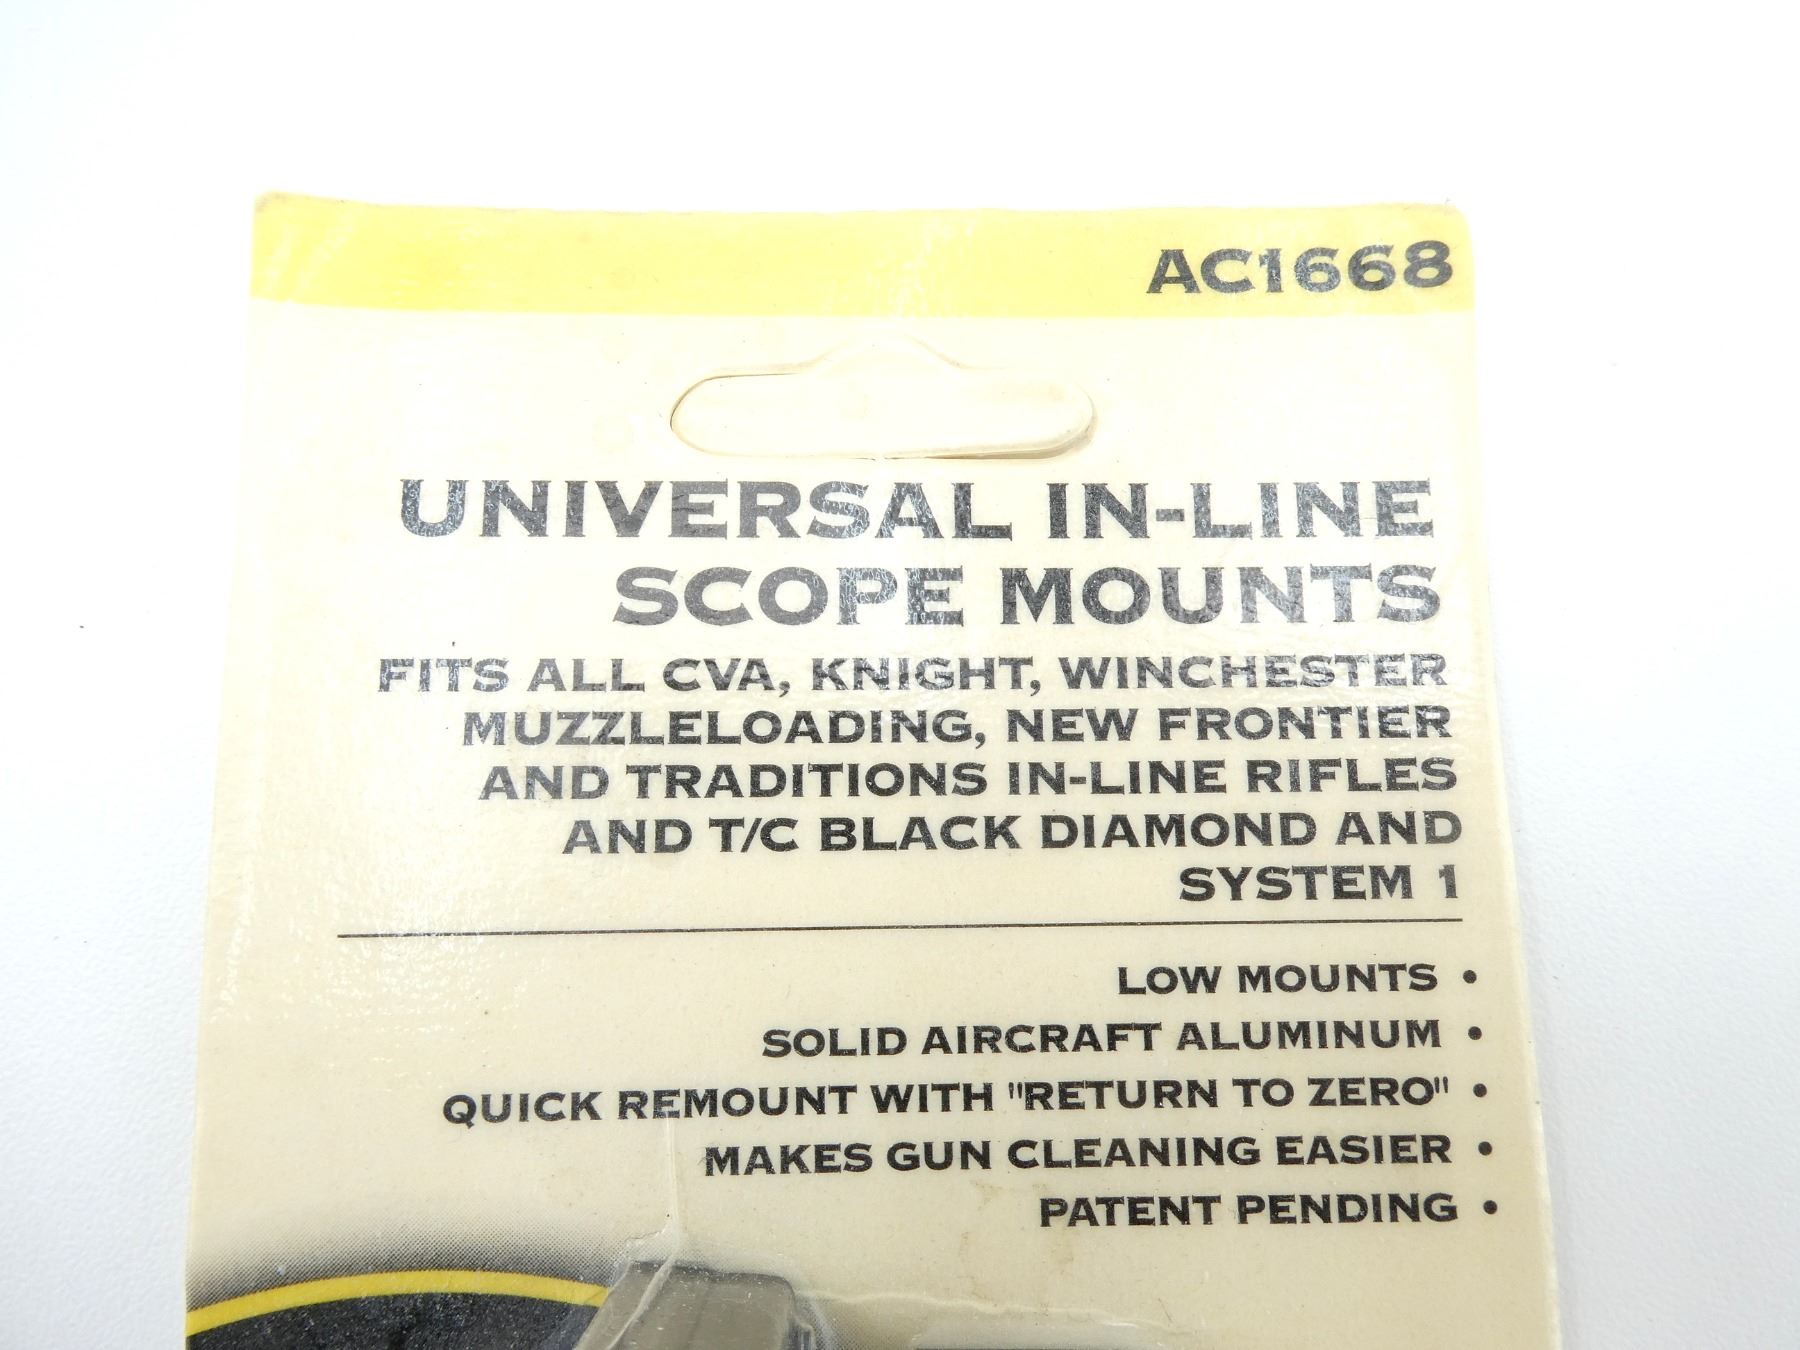 AC1668
UNIVERSAL IN-LINE
SCOPE MOUNTS
FITS ALL CVA, KNIGHT, WINCHESTER
MUZZLELOADING, NEW FRONTIER
AND TRADITIONS IN-LINE RIFLES
AND T/C BLACK DIAMOND AND
SYSTEM 1
LOW MOUNTS •
SOLID AIRCRAFT ALUMINUM •
QUICK REMOUNT WITH "RETURN TO ZERO" •
MAKES GUN CLEANING EASIER •
PATENT PENDING •